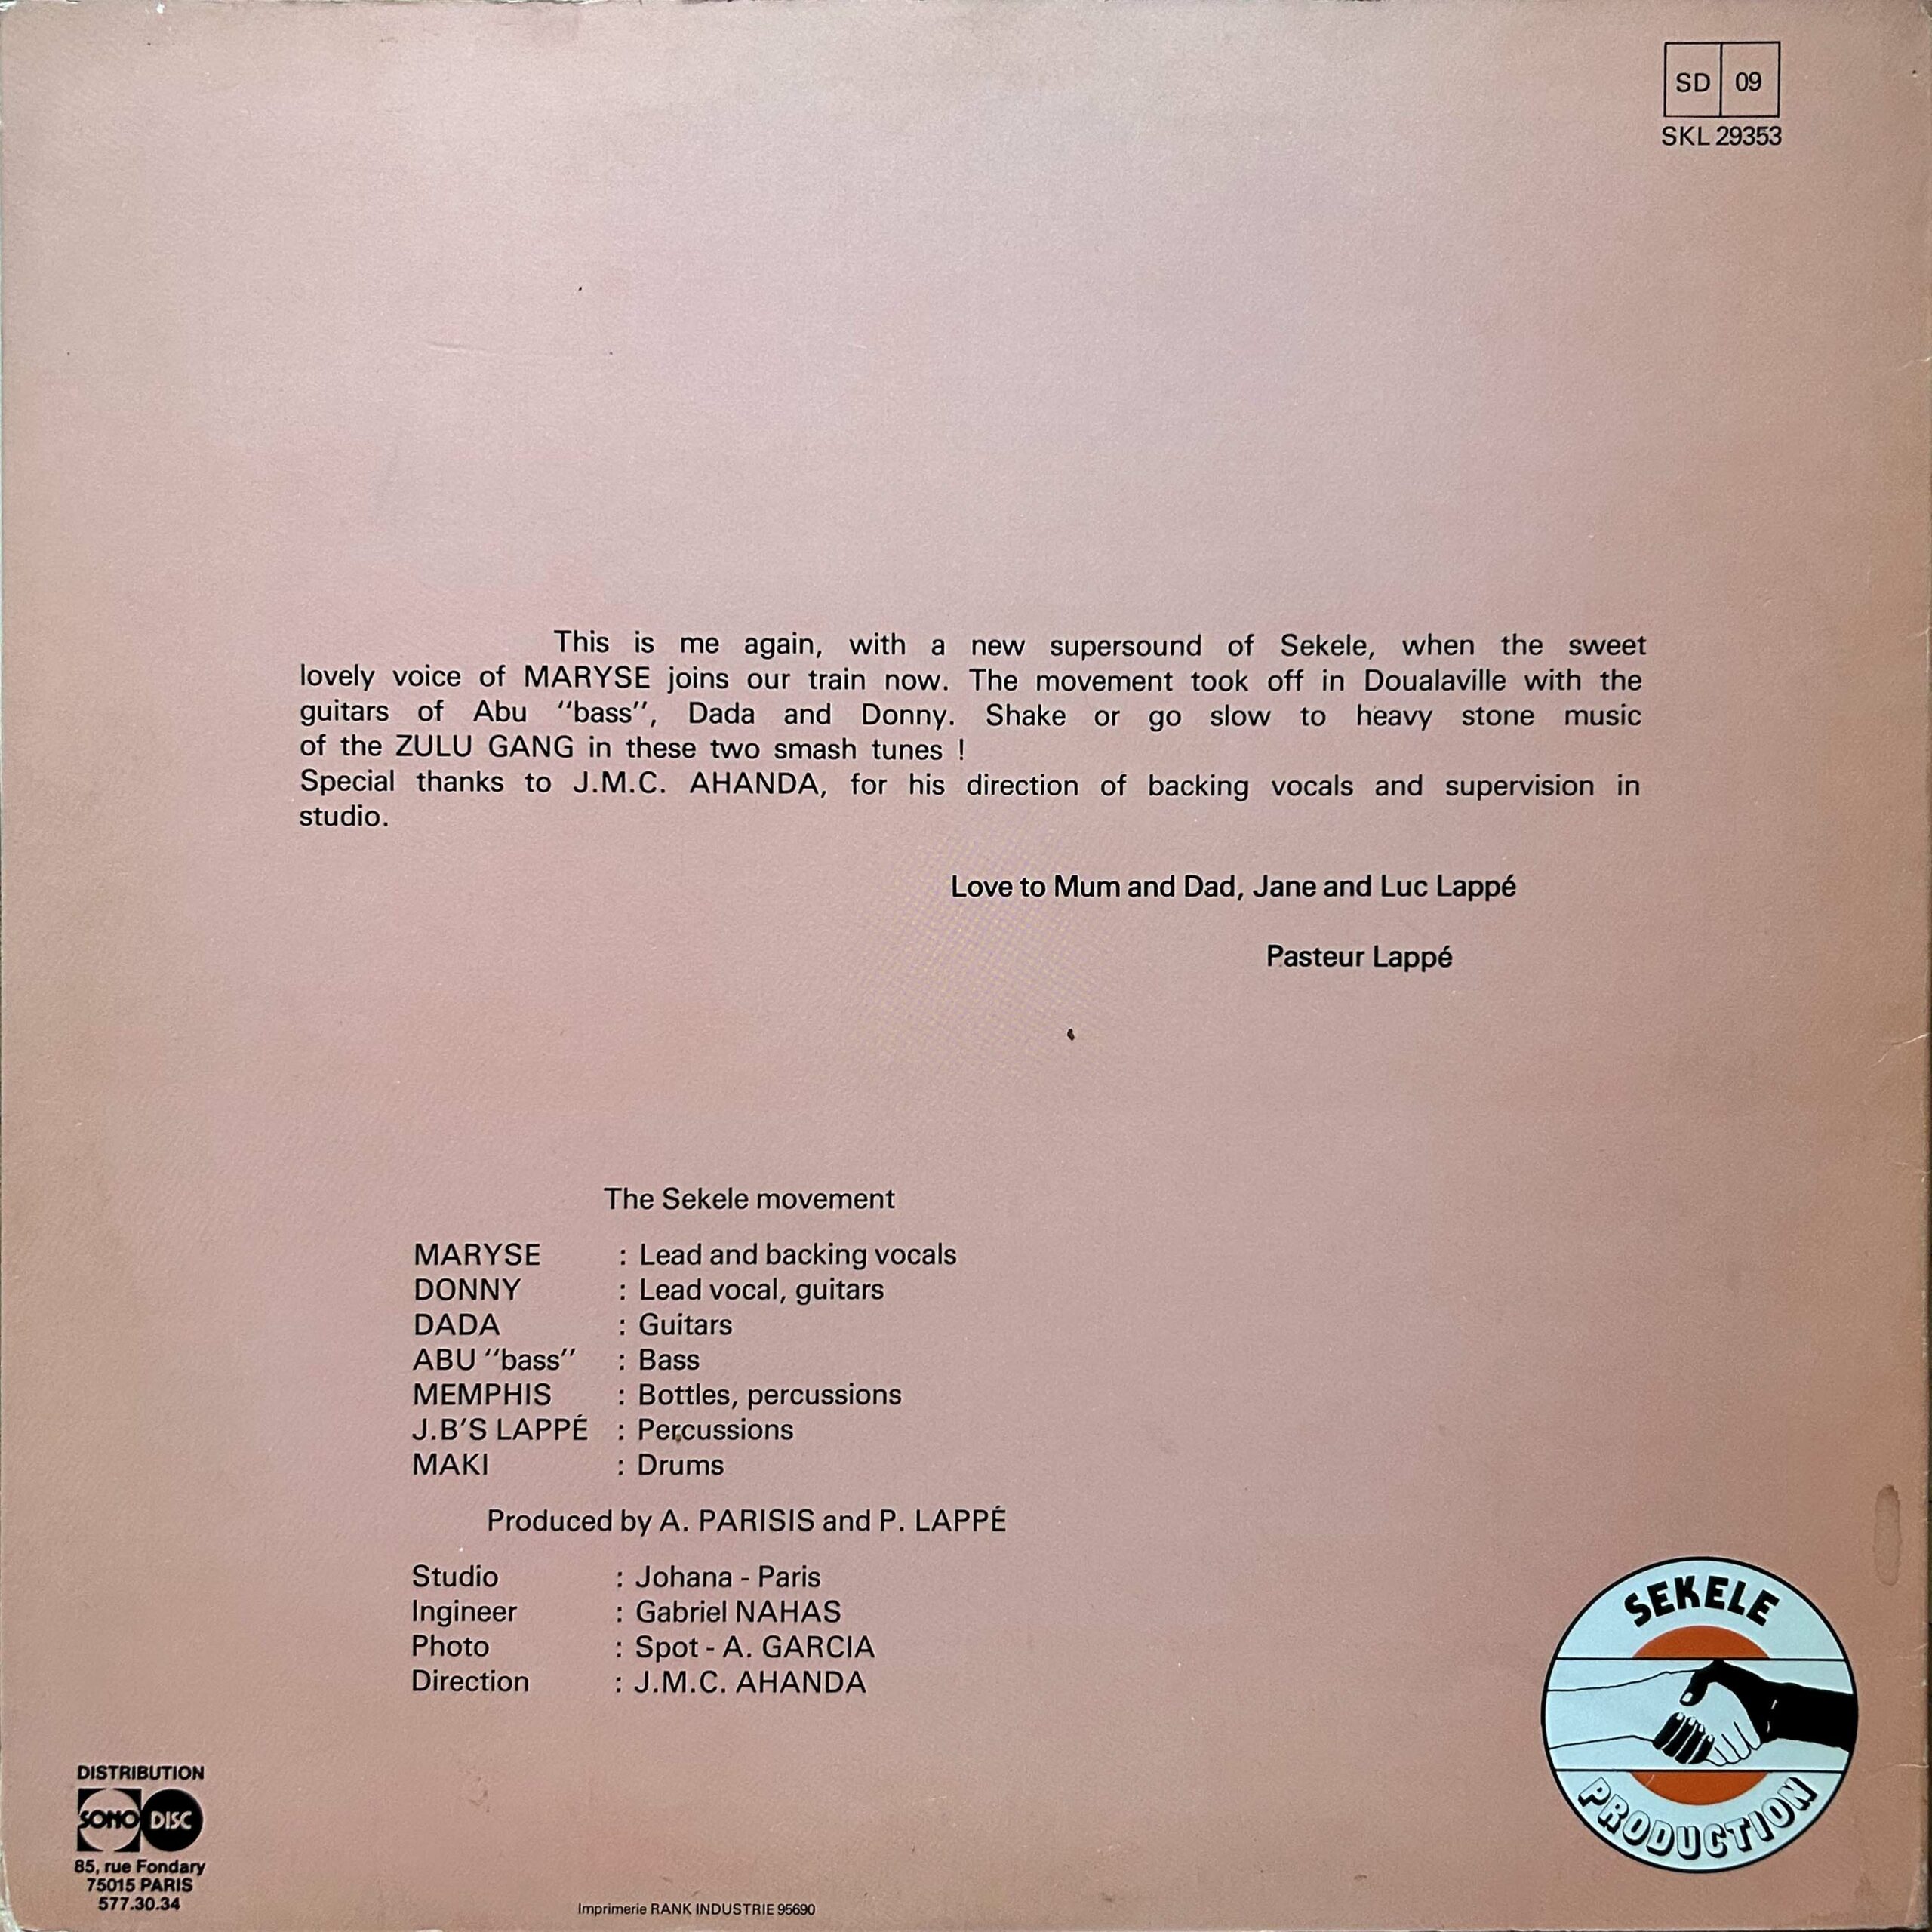 SD 09
SKL 29353
This is me again, with a new supersound of Sekele, when the sweet
lovely voice of MARYSE joins our train now. The movement took off in Doualaville with the
guitars of Abu "bass", Dada and Donny. Shake or go slow to heavy stone music
of the ZULU GANG in these two smash tunes !
Special thanks to J.M.C. AHANDA, for his direction of backing vocals and supervision in
studio.
Love to Mum and Dad, Jane and Luc Lappé
Pasteur Lappé
The Sekele movement
MARYSE : Lead and backing vocals
DONNY : Lead vocal, guitars
DADA : Guitars
ABU "bass" : Bass
MEMPHIS : Bottles, percussions
J.B'S LAPPÉ : Percussions
MAKI : Drums
Produced by A. PARISIS and P. LAPPÉ
Studio : Johana - Paris
Ingineer : Gabriel NAHAS
Photo : Spot - A. GARCIA
Direction : J.M.C. AHANDA
SEKELE
PRODUCTION
DISTRIBUTION
SONO DISC
85, rue Fondary
75015 PARIS
577.30.34
Imprimerie RANK INDUSTRIE 95690